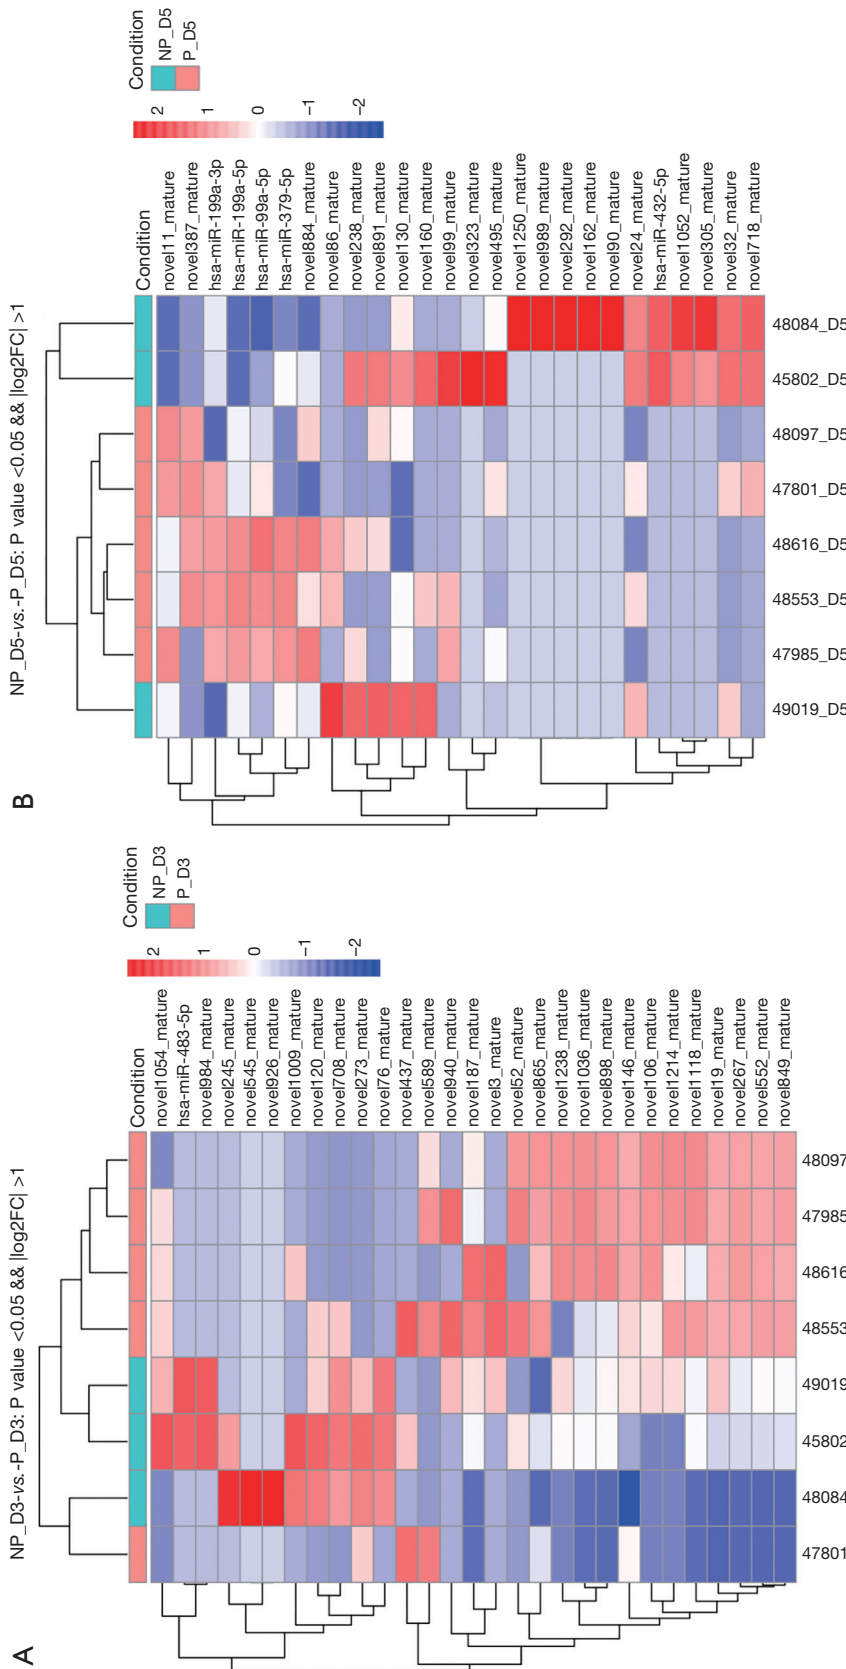 A
NP_D3-vs.-P_D3: P value <0.05 && |log2FC| >1
Condition
novel1054_mature
hsa-miR-483-5p
novel984_mature
novel245_mature
novel545_mature
novel926_mature
novel1009_mature
novel120_mature
novel708_mature
novel273_mature
novel76_mature
novel437_mature
novel589_mature
novel940_mature
novel187_mature
novel3_mature
novel52_mature
novel865_mature
novel1238_mature
novel1036_mature
novel898_mature
novel146_mature
novel106_mature
novel1214_mature
novel1118_mature
novel19_mature
novel267_mature
novel552_mature
novel849_mature
47801
48084
45802
49019
48553
48616
47985
48097
2
1
0
-1
-2
Condition
NP_D3
P_D3
B
NP_D5-vs.-P_D5: P value <0.05 && |log2FC| >1
Condition
novel11_mature
novel387_mature
hsa-miR-199a-3p
hsa-miR-199a-5p
hsa-miR-99a-5p
hsa-miR-379-5p
novel884_mature
novel86_mature
novel238_mature
novel891_mature
novel130_mature
novel160_mature
novel99_mature
novel323_mature
novel495_mature
novel1250_mature
novel989_mature
novel292_mature
novel162_mature
novel90_mature
novel24_mature
hsa-miR-432-5p
novel1052_mature
novel305_mature
novel32_mature
novel718_mature
49019_D5
47985_D5
48553_D5
48616_D5
47801_D5
48097_D5
45802_D5
48084_D5
2
1
0
-1
-2
Condition
NP_D5
P_D5